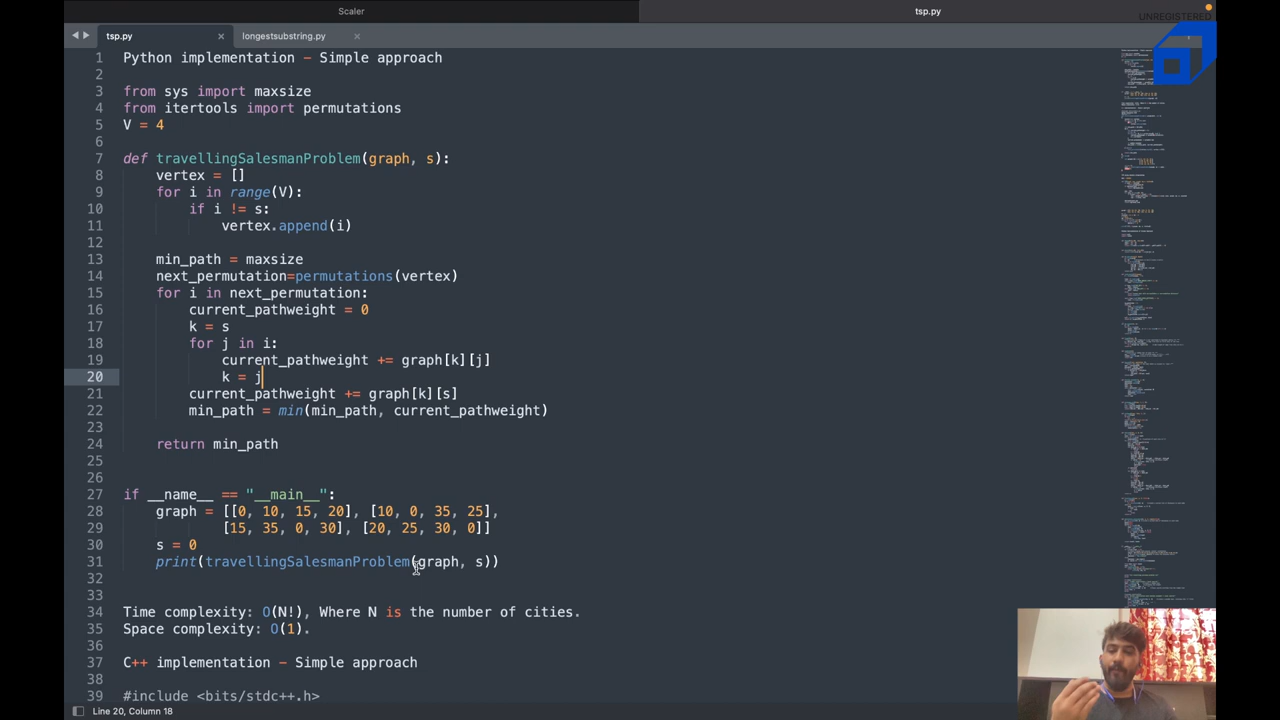 Scaler
tsp.py
UNREGISTERED
tsp.py
longestsubstring.py
1 Python implementation - Simple approach
2
3 from sys import maxsize
4 from itertools import permutations
5 V = 4
6
7 def travellingSalesmanProblem(graph, s):
8 vertex = []
9 for i in range(V):
10 if i != s:
11 vertex.append(i)
12
13 min_path = maxsize
14 next_permutation=permutations(vertex)
15 for i in next_permutation:
16 current_pathweight = 0
17 k = s
18 for j in i:
19 current_pathweight += graph[k][j]
20 k = j
21 current_pathweight += graph[k][s]
22 min_path = min(min_path, current_pathweight)
23
24 return min_path
25
26
27 if __name__ == "__main__":
28 graph = [[0, 10, 15, 20], [10, 0, 35, 25],
29 [15, 35, 0, 30], [20, 25, 30, 0]]
30 s = 0
31 print(travellingSalesmanProblem(graph, s))
32
33
34 Time complexity: O(N!), Where N is the number of cities.
35 Space complexity: O(1).
36
37 C++ implementation - Simple approach
38
39 #include <bits/stdc++.h>
Line 20, Column 18